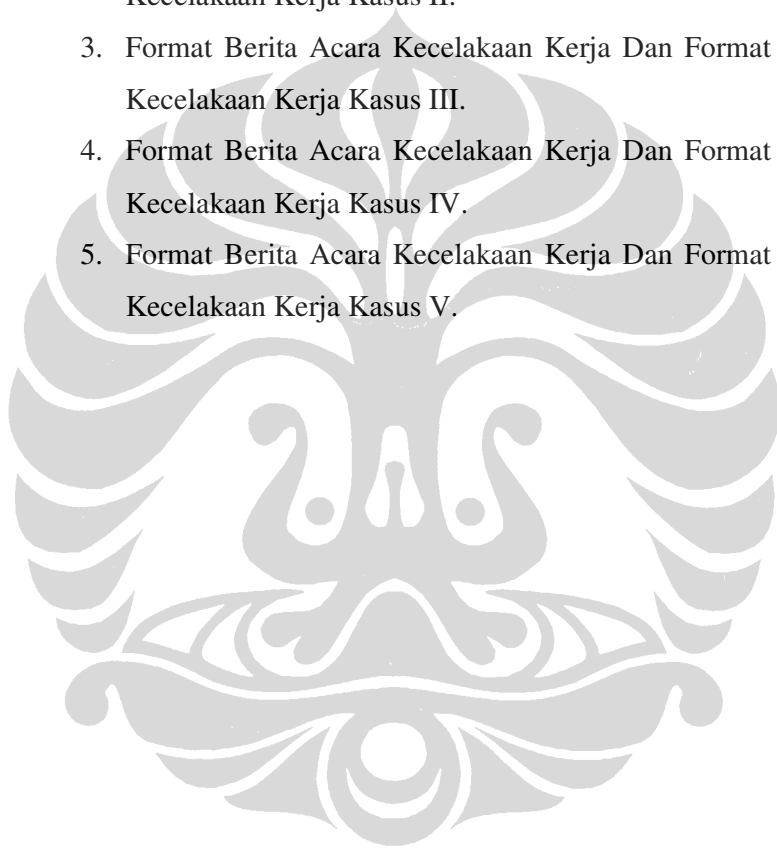 Kecelakaan Kerja Kasus II.
3. Format Berita Acara Kecelakaan Kerja Dan Format
Kecelakaan Kerja Kasus III.
4. Format Berita Acara Kecelakaan Kerja Dan Format
Kecelakaan Kerja Kasus IV.
5. Format Berita Acara Kecelakaan Kerja Dan Format
Kecelakaan Kerja Kasus V.